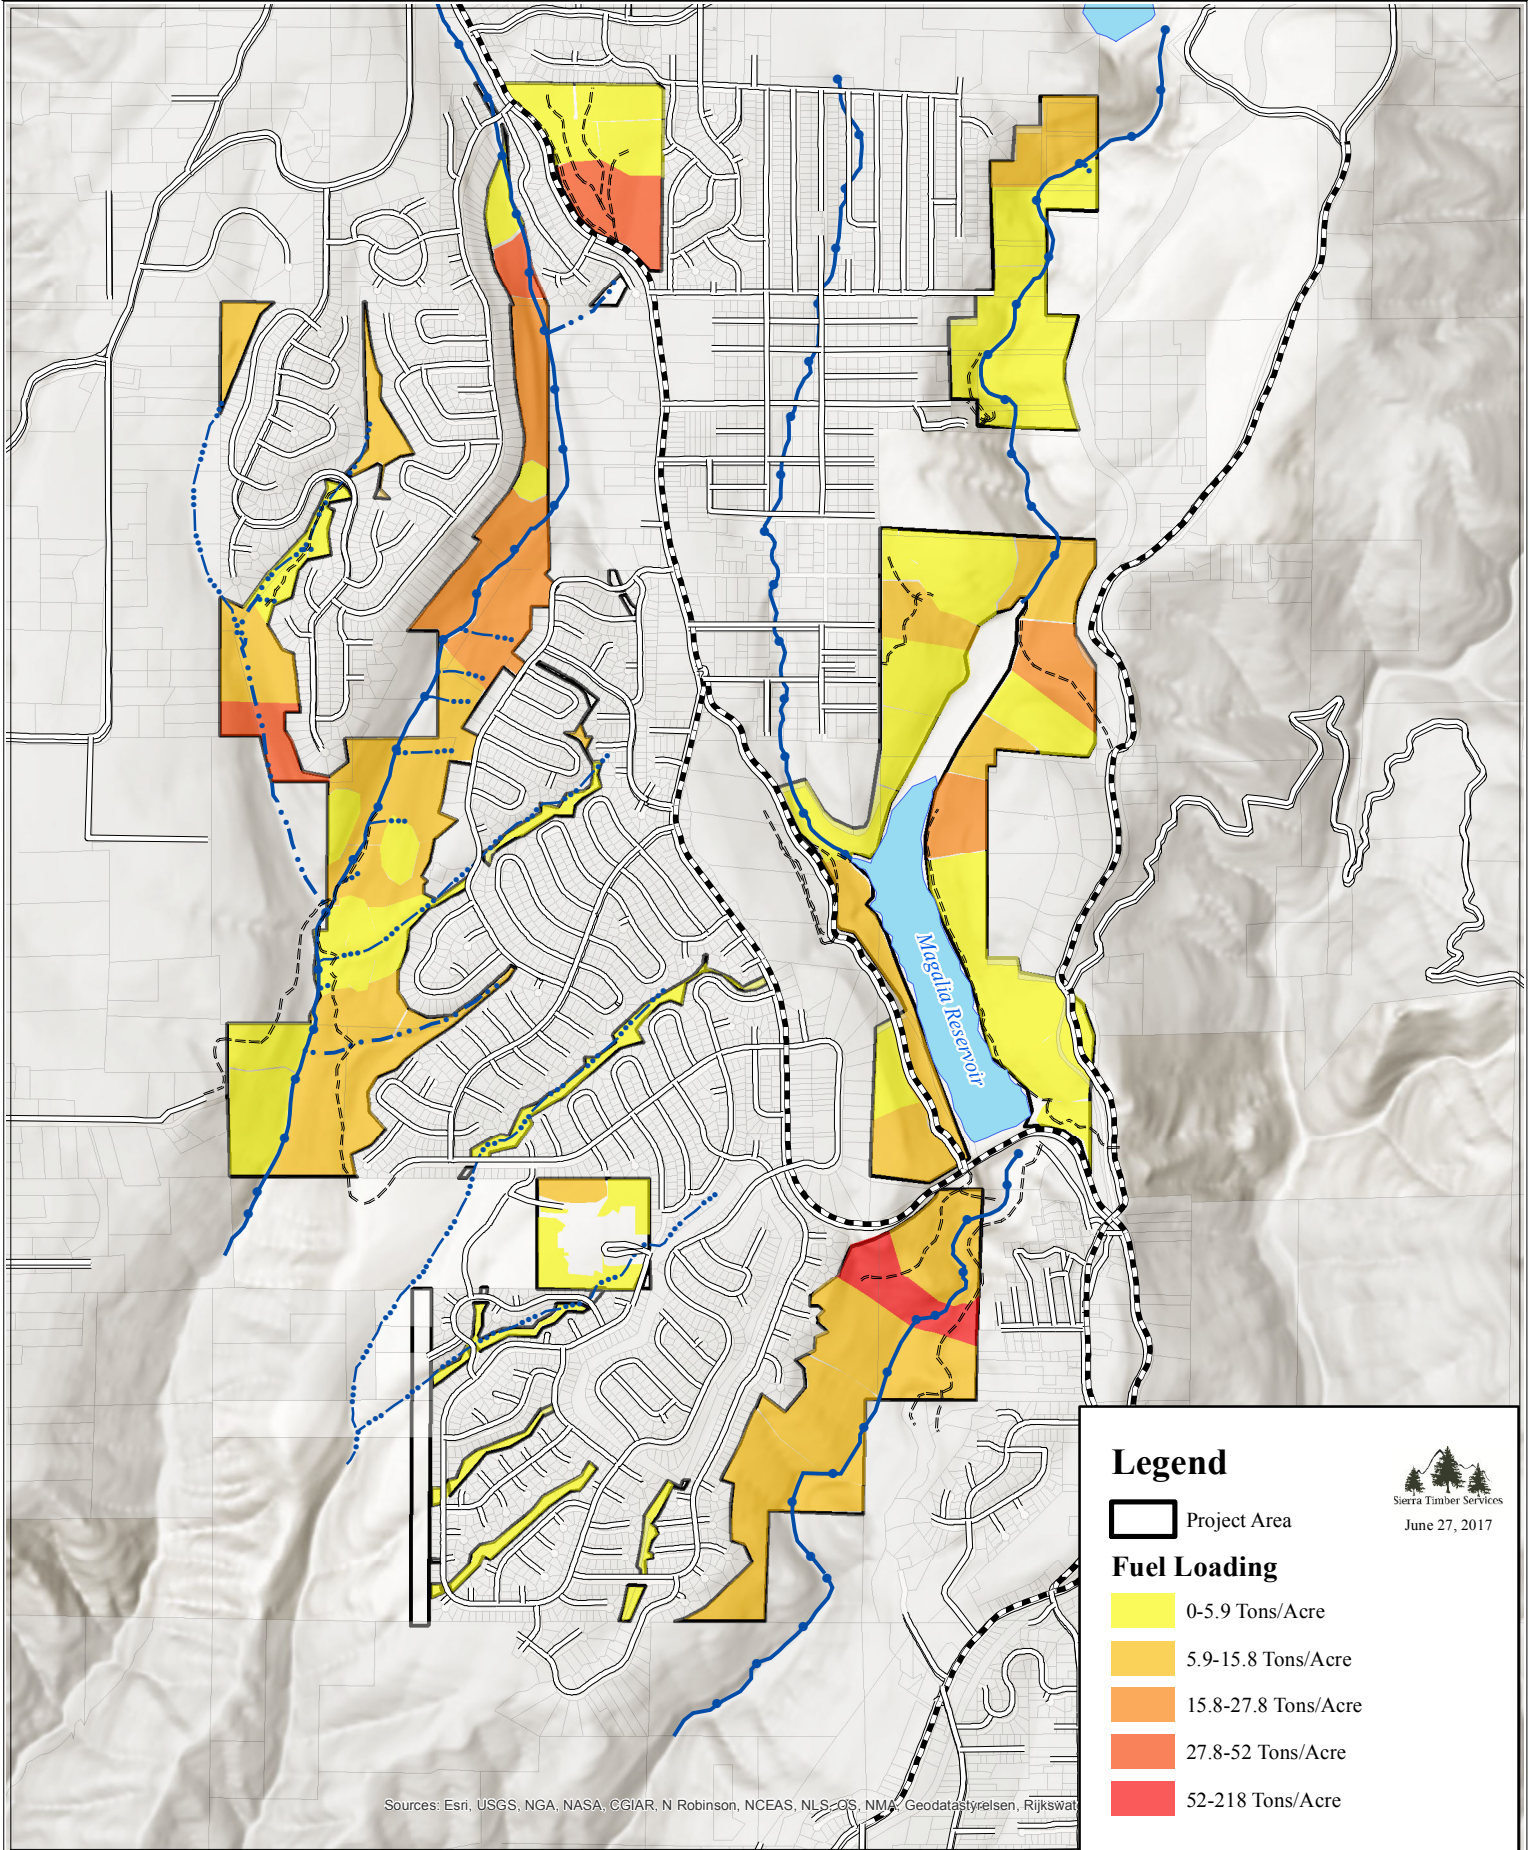 Magalia Reservoir
Legend
Sierra Timber Services
June 27, 2017
Project Area
Fuel Loading
0-5.9 Tons/Acre
5.9-15.8 Tons/Acre
15.8-27.8 Tons/Acre
27.8-52 Tons/Acre
52-218 Tons/Acre
Sources: Esri, USGS, NGA, NASA, CGIAR, N Robinson, NCEAS, NLS, OS, NMA, Geodatastyrelsen, Rijkswat